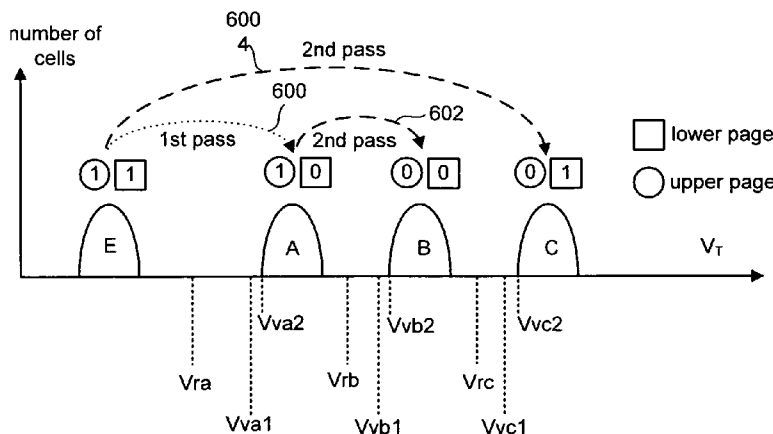 number of
cells
600
4
2nd pass
600
602
1st pass
2nd pass
lower page
upper page
1 1
1 0
0 0
0 1
E
A
B
C
VT
Vva2
Vvb2
Vvc2
Vra
Vrb
Vrc
Vva1
Vvb1
Vvc1